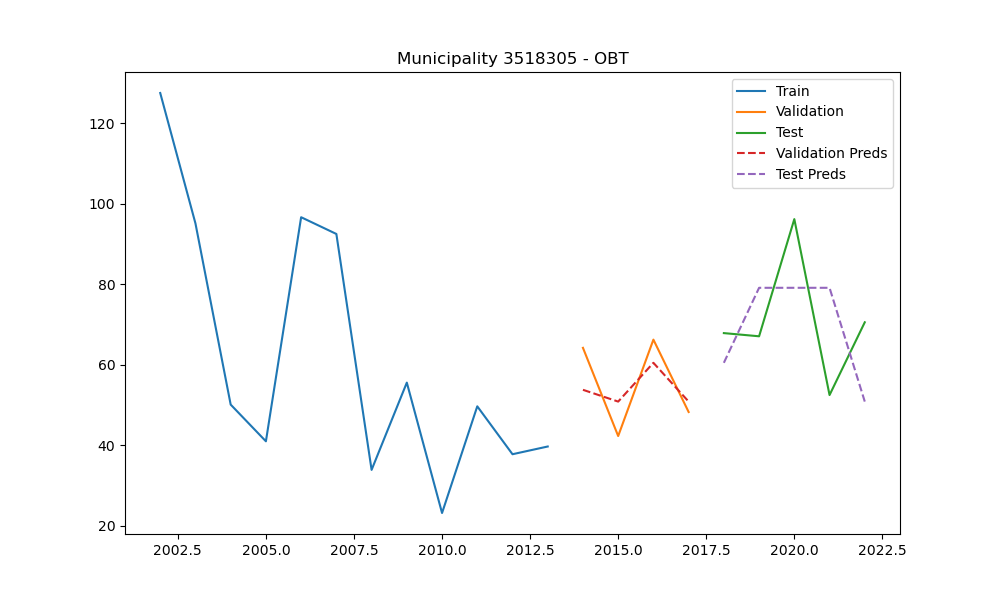 Municipality 3518305 - OBT
Train
Validation
Test
Validation Preds
Test Preds
120
100
80
60
40
20
2002.5 2005.0 2007.5 2010.0 2012.5 2015.0 2017.5 2020.0 2022.5